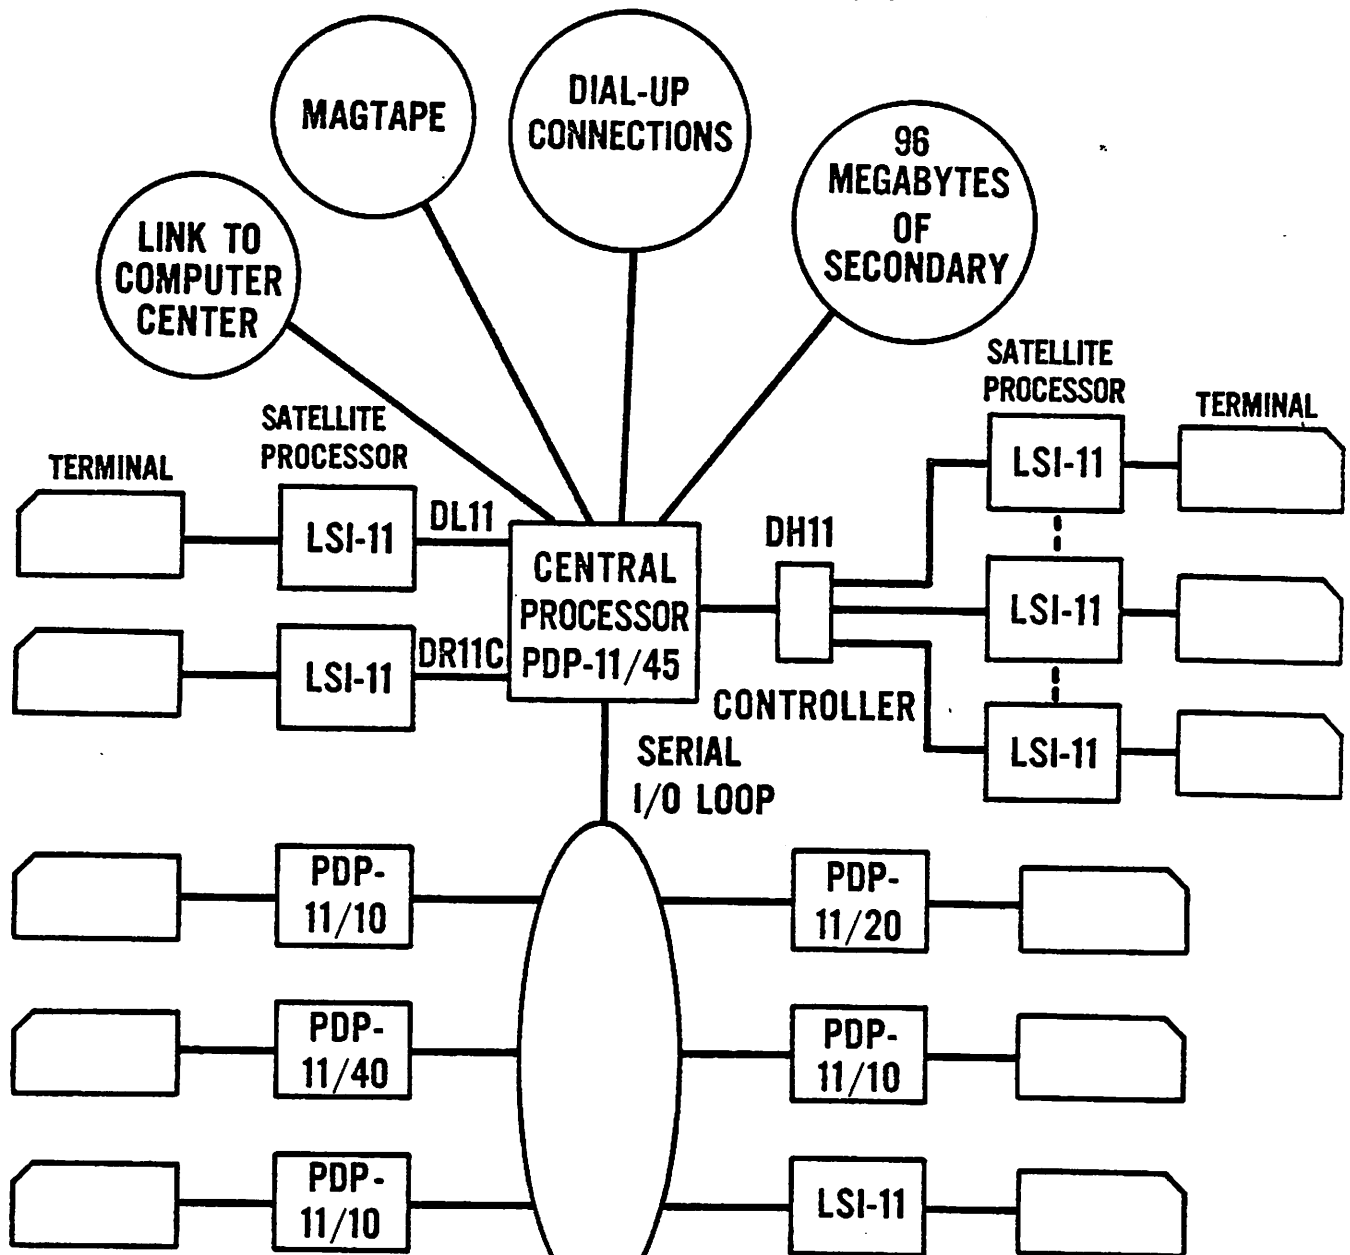 MAGTAPE
DIAL-UP
CONNECTIONS
96
MEGABYTES
OF
SECONDARY
LINK TO
COMPUTER
CENTER
SATELLITE
PROCESSOR
TERMINAL
SATELLITE
PROCESSOR
TERMINAL
LSI-11
DL11
LSI-11
DR11C
CENTRAL
PROCESSOR
PDP-11/45
DH11
CONTROLLER
LSI-11
LSI-11
LSI-11
SERIAL
I/O LOOP
PDP-
11/10
PDP-
11/20
PDP-
11/40
PDP-
11/10
PDP-
11/10
LSI-11